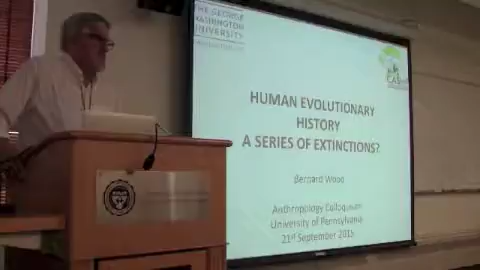 THE GEORGE
WASHINGTON
UNIVERSITY
HUMAN EVOLUTIONARY
HISTORY
A SERIES OF EXTINCTIONS?
Bernard Wood
Anthropology Colloquium
University of Pennsylvania
21st September 2015